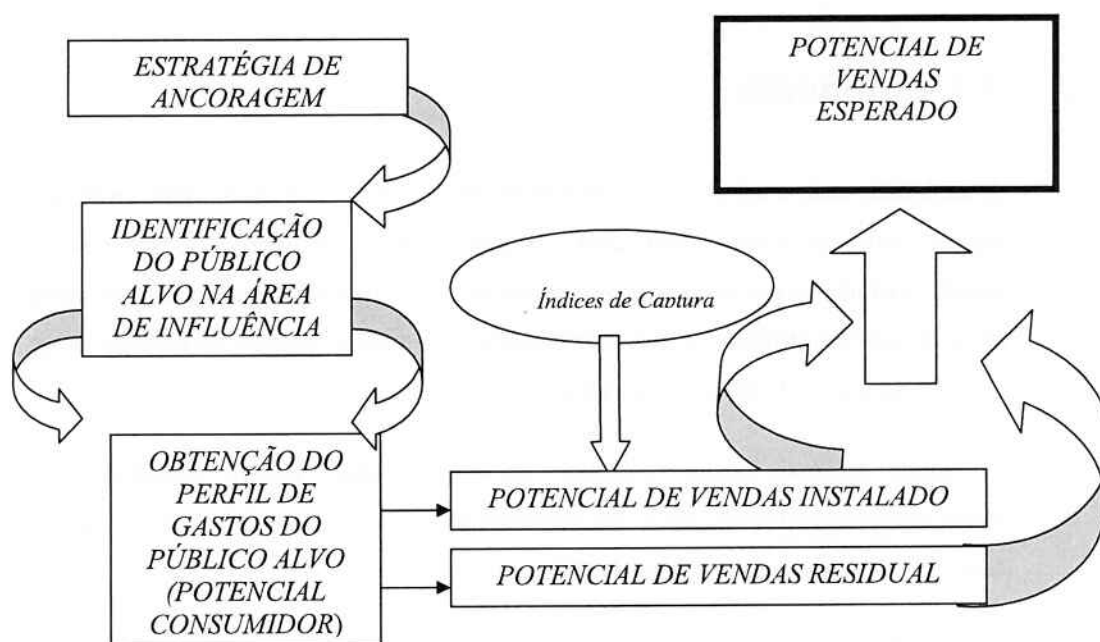 ESTRATÉGIA DE
ANCORAGEM
POTENCIAL DE
VENDAS
ESPERADO
IDENTIFICAÇÃO
DO PÚBLICO
ALVO NA ÁREA
DE INFLUÊNCIA
Índices de Captura
OBTENÇÃO DO
PERFIL DE
GASTOS DO
PÚBLICO ALVO
(POTENCIAL
CONSUMIDOR)
POTENCIAL DE VENDAS INSTALADO
POTENCIAL DE VENDAS RESIDUAL